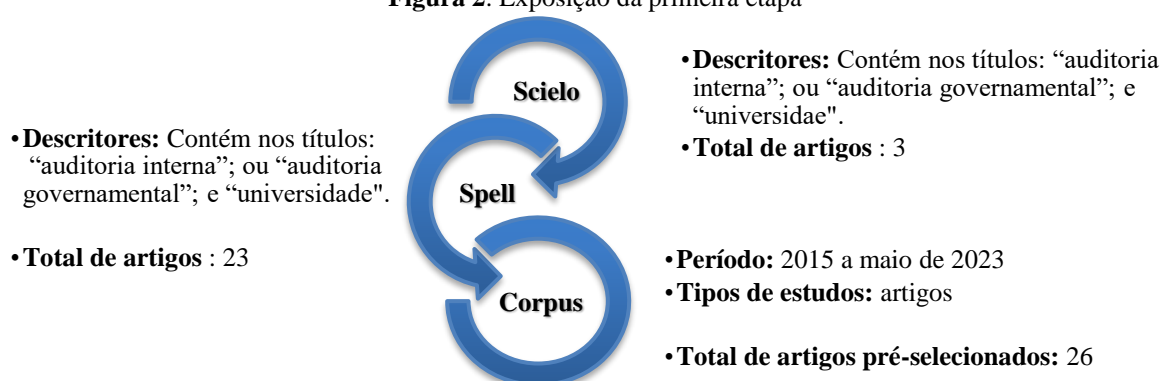 Figura 2: Exposição da primeira etapa
Scielo
•Descritores: Contém nos títulos: “auditoria
interna”; ou “auditoria governamental”; e
“universidae".
•Total de artigos : 3
•Descritores: Contém nos títulos:
“auditoria interna”; ou “auditoria
governamental”; e “universidade".
•Total de artigos : 23
Spell
Corpus
•Período: 2015 a maio de 2023
•Tipos de estudos: artigos
•Total de artigos pré-selecionados: 26